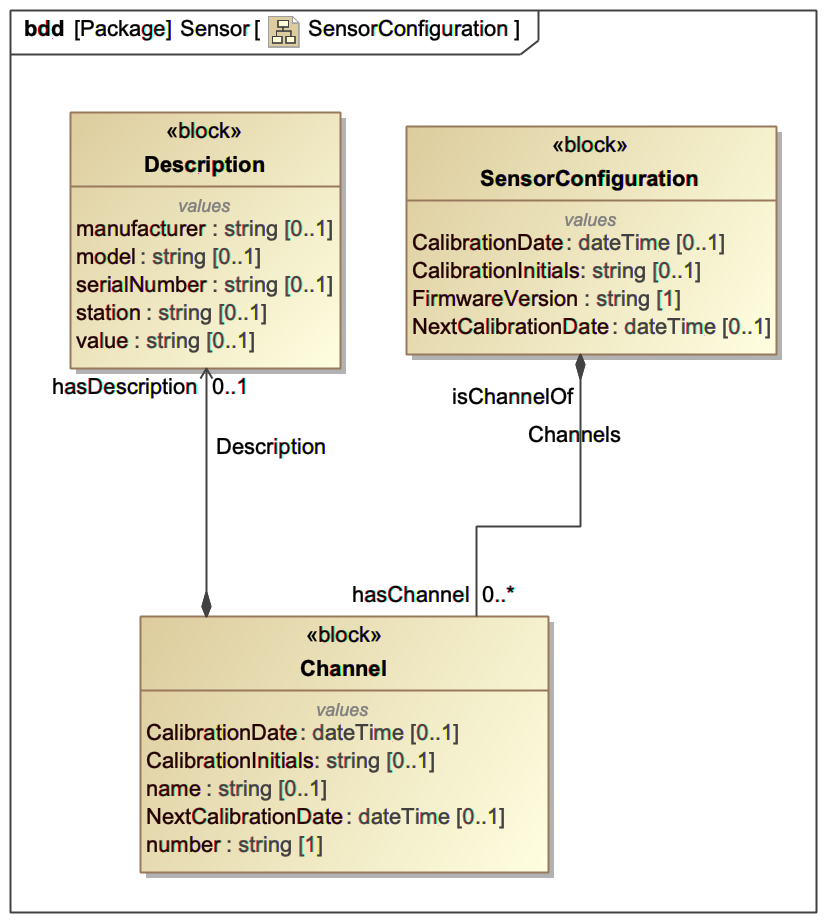 bdd [Package] Sensor [ SensorConfiguration ]
«block»
Description
values
manufacturer : string [0..1]
model : string [0..1]
serialNumber : string [0..1]
station : string [0..1]
value : string [0..1]
«block»
SensorConfiguration
values
CalibrationDate : dateTime [0..1]
CalibrationInitials : string [0..1]
FirmwareVersion : string [1]
NextCalibrationDate : dateTime [0..1]
hasDescription 0..1
isChannelOf
Channels
Description
hasChannel 0..*
«block»
Channel
values
CalibrationDate : dateTime [0..1]
CalibrationInitials : string [0..1]
name : string [0..1]
NextCalibrationDate : dateTime [0..1]
number : string [1]